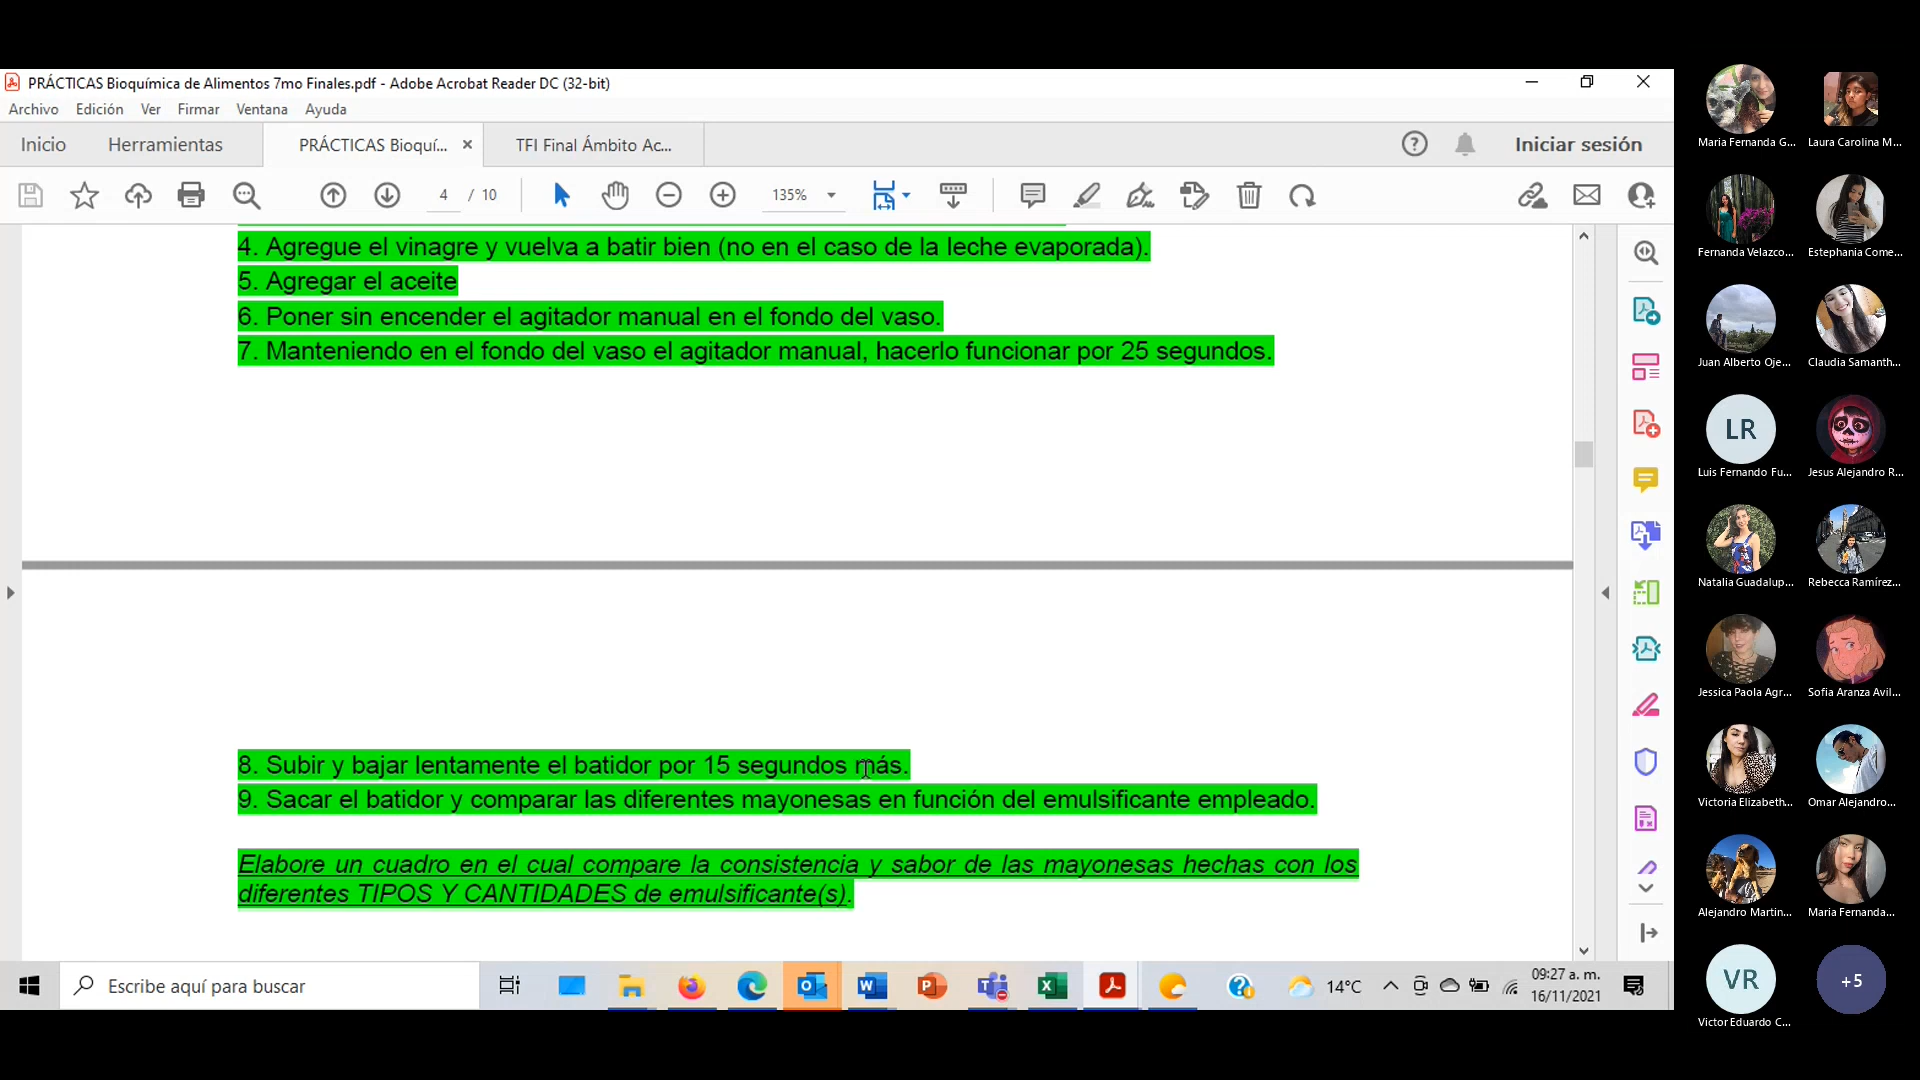 PRÁCTICAS Bioquímica de Alimentos 7mo Finales.pdf - Adobe Acrobat Reader DC (32-bit)
Archivo Edición Ver Firmar Ventana Ayuda
Inicio Herramientas PRÁCTICAS Bioquí... × TFI Final Ámbito Ac... Iniciar sesión
4 / 10 135%
4. Agregue el vinagre y vuelva a batir bien (no en el caso de la leche evaporada).
5. Agregar el aceite
6. Poner sin encender el agitador manual en el fondo del vaso.
7. Manteniendo en el fondo del vaso el agitador manual, hacerlo funcionar por 25 segundos.
8. Subir y bajar lentamente el batidor por 15 segundos más.
9. Sacar el batidor y comparar las diferentes mayonesas en función del emulsificante empleado.
Elabore un cuadro en el cual compare la consistencia y sabor de las mayonesas hechas con los
diferentes TIPOS Y CANTIDADES de emulsificante(s).
Escribe aquí para buscar
14°C
09:27 a. m.
16/11/2021
Maria Fernanda G... Laura Carolina M...
Fernanda Velazco... Estephania Come...
Juan Alberto Oje... Claudia Samanth...
LR
Luis Fernando Fu... Jesus Alejandro R...
Natalia Guadalup... Rebecca Ramírez...
Jessica Paola Agr... Sofia Aranza Avil...
Victoria Elizabeth... Omar Alejandro...
Alejandro Martin... Maria Fernanda...
VR +5
Victor Eduardo C...